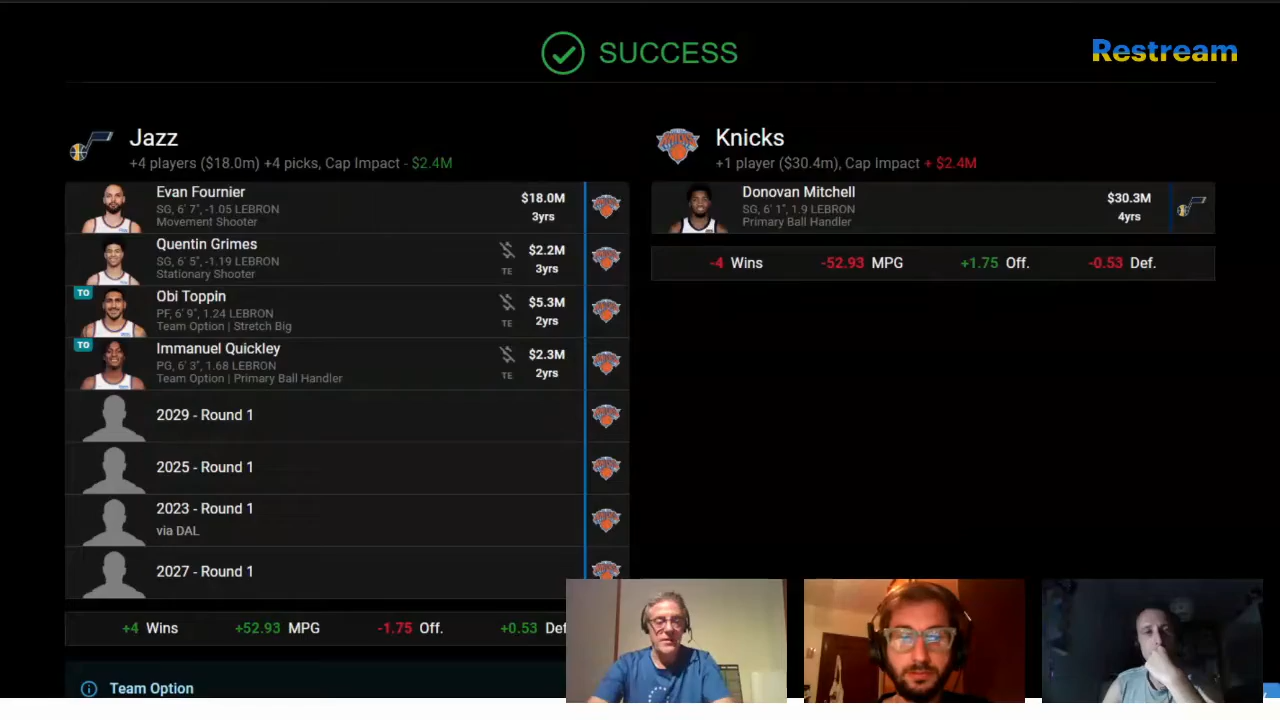 SUCCESS
Restream
Jazz
+4 players ($18.0m) +4 picks, Cap Impact - $2.4M
Evan Fournier
SG, 6' 7", -1.05 LEBRON
Movement Shooter
$18.0M
3yrs
Quentin Grimes
SG, 6' 5", -1.19 LEBRON
Stationary Shooter
TE
$2.2M
3yrs
TO
Obi Toppin
PF, 6' 9", 1.24 LEBRON
Team Option | Stretch Big
TE
$5.3M
2yrs
TO
Immanuel Quickley
PG, 6' 3", 1.68 LEBRON
Team Option | Primary Ball Handler
TE
$2.3M
2yrs
2029 - Round 1
2025 - Round 1
2023 - Round 1
via DAL
2027 - Round 1
+4 Wins +52.93 MPG -1.75 Off. +0.53 Def
Team Option
Knicks
+1 player ($30.4m), Cap Impact + $2.4M
Donovan Mitchell
SG, 6' 1", 1.9 LEBRON
Primary Ball Handler
$30.3M
4yrs
-4 Wins -52.93 MPG +1.75 Off. -0.53 Def.